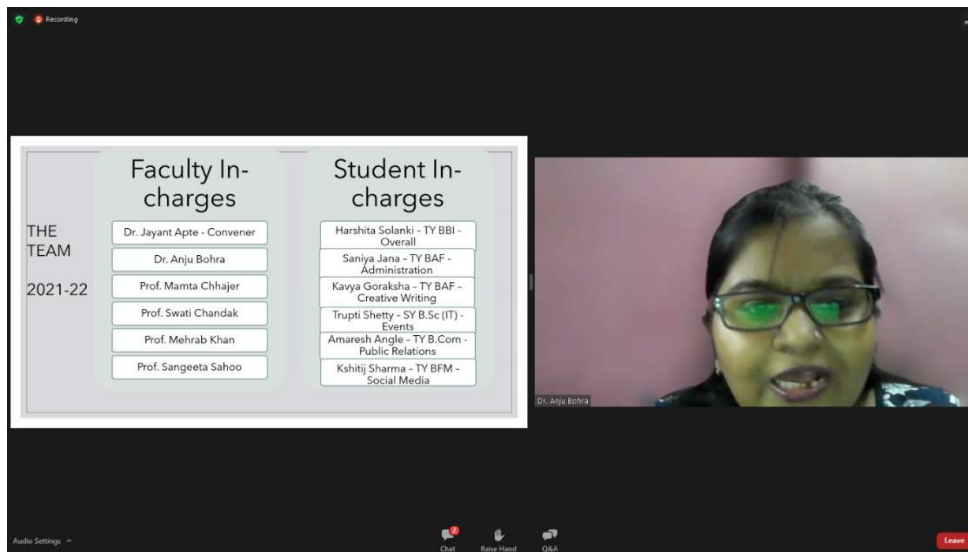 Recording
THE
TEAM
2021-22
Faculty In-
charges
Dr. Jayant Apte - Convener
Dr. Anju Bohra
Prof. Mamta Chhajer
Prof. Swati Chandak
Prof. Mehrab Khan
Prof. Sangeeta Sahoo
Student In-
charges
Harshita Solanki – TY BBI -
Overall
Saniya Jana – TY BAF -
Administration
Kavya Goraksha – TY BAF -
Creative Writing
Trupti Shetty – SY B.Sc (IT) -
Events
Amaresh Angle – TY B.Com -
Public Relations
Kshitij Sharma – TY BFM -
Social Media
Dr. Anju Bohra
Audio Settings
2
Chat
Raise Hand
Q&A
Leave